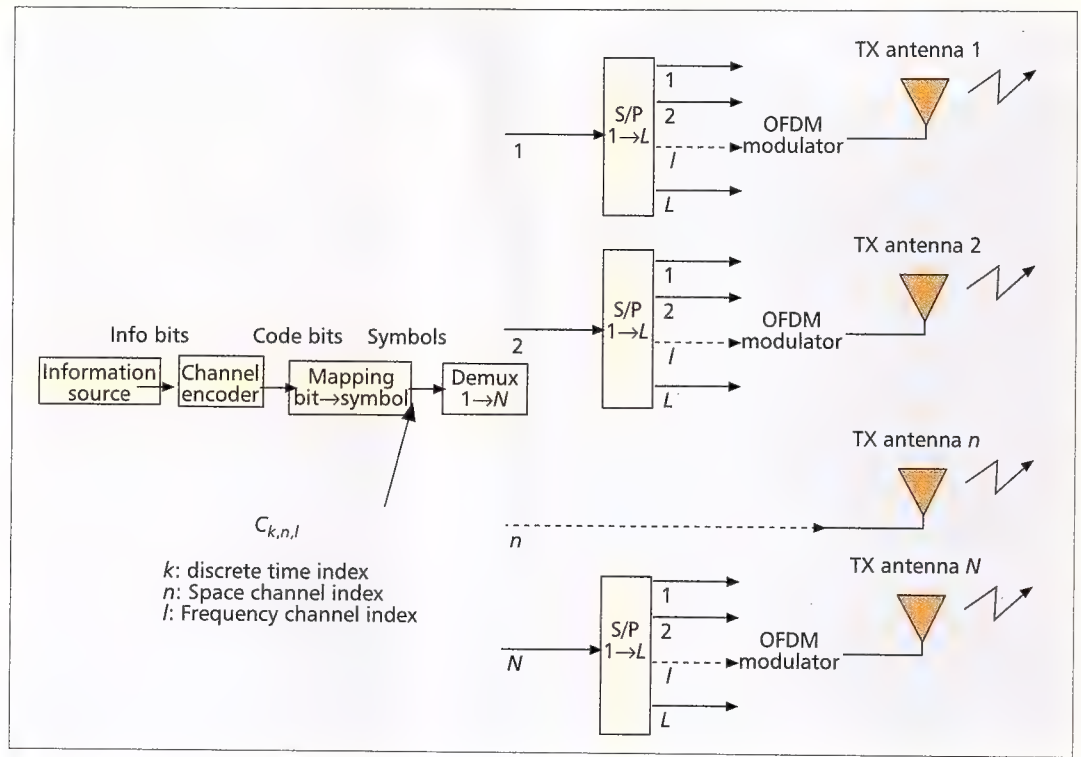 TX antenna 1
S/P
1→L
1
2
l
L
1
OFDM
modulator
TX antenna 2
S/P
1→L
1
2
l
L
2
OFDM
modulator
Info bits
Code bits
Symbols
Information
source
Channel
encoder
Mapping
bit→symbol
Demux
1→N
TX antenna n
n
C_{k,n,l}
k: discrete time index
n: Space channel index
l: Frequency channel index
TX antenna N
S/P
1→L
1
2
l
L
N
OFDM
modulator